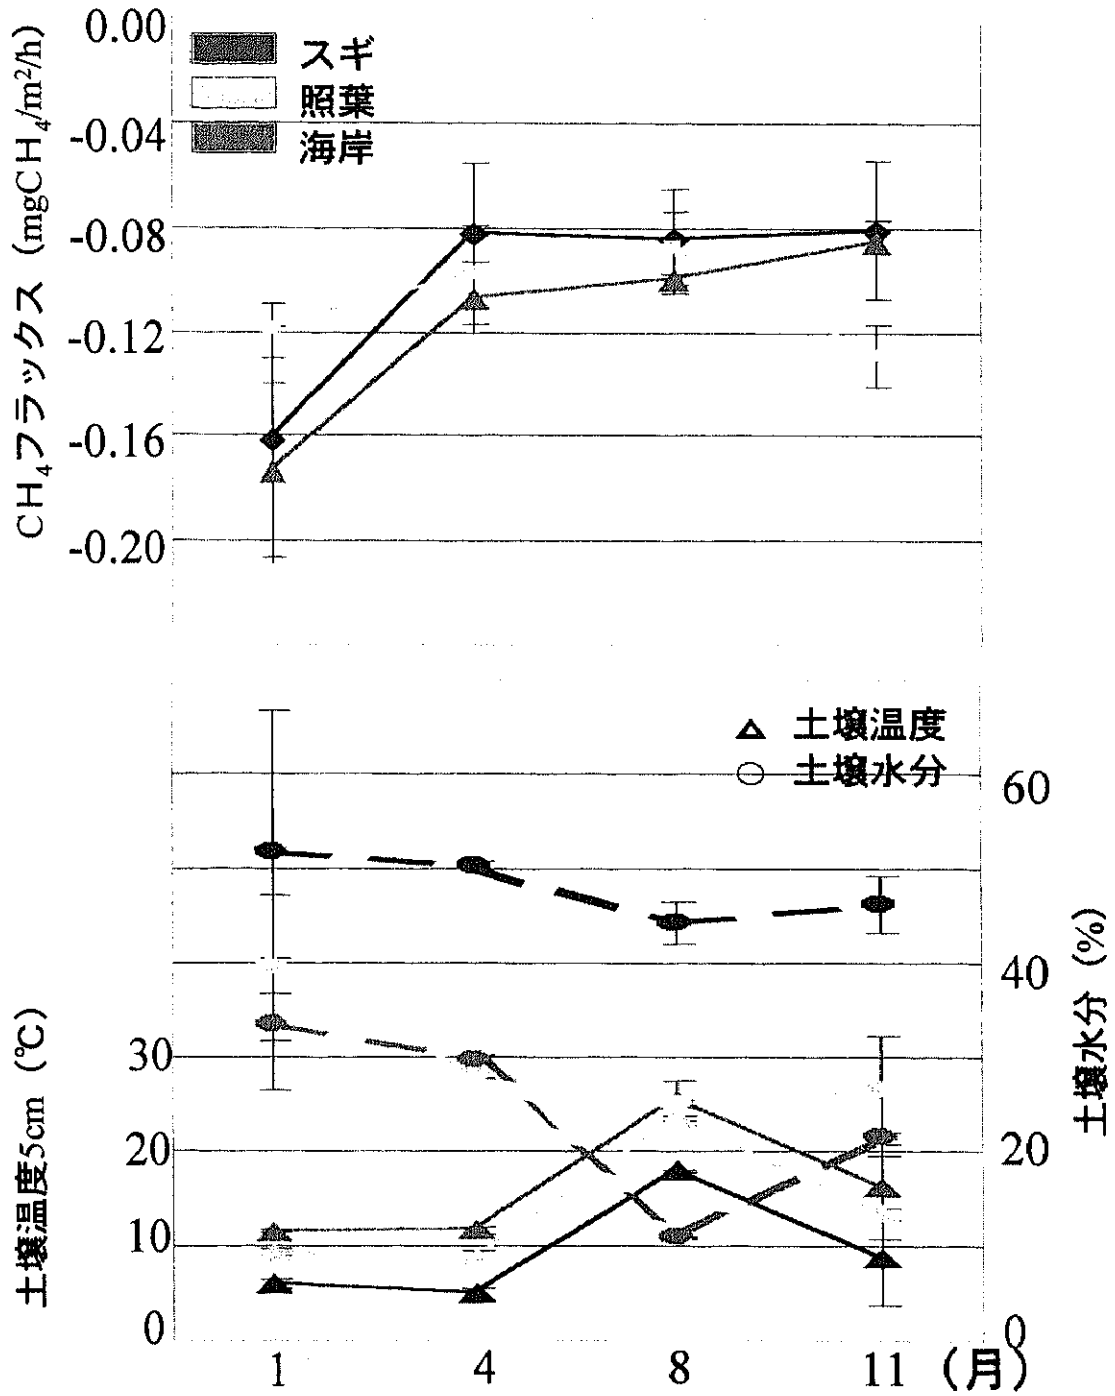 CH₄フラックス (mgCH₄/m²/h)
0.00
-0.04
-0.08
-0.12
-0.16
-0.20
スギ
照葉
海岸
土壌温度
土壌水分
土壌温度5cm (℃)
30
20
10
0
60
40
20
0
土壌水分 (%)
1 4 8 11 (月)